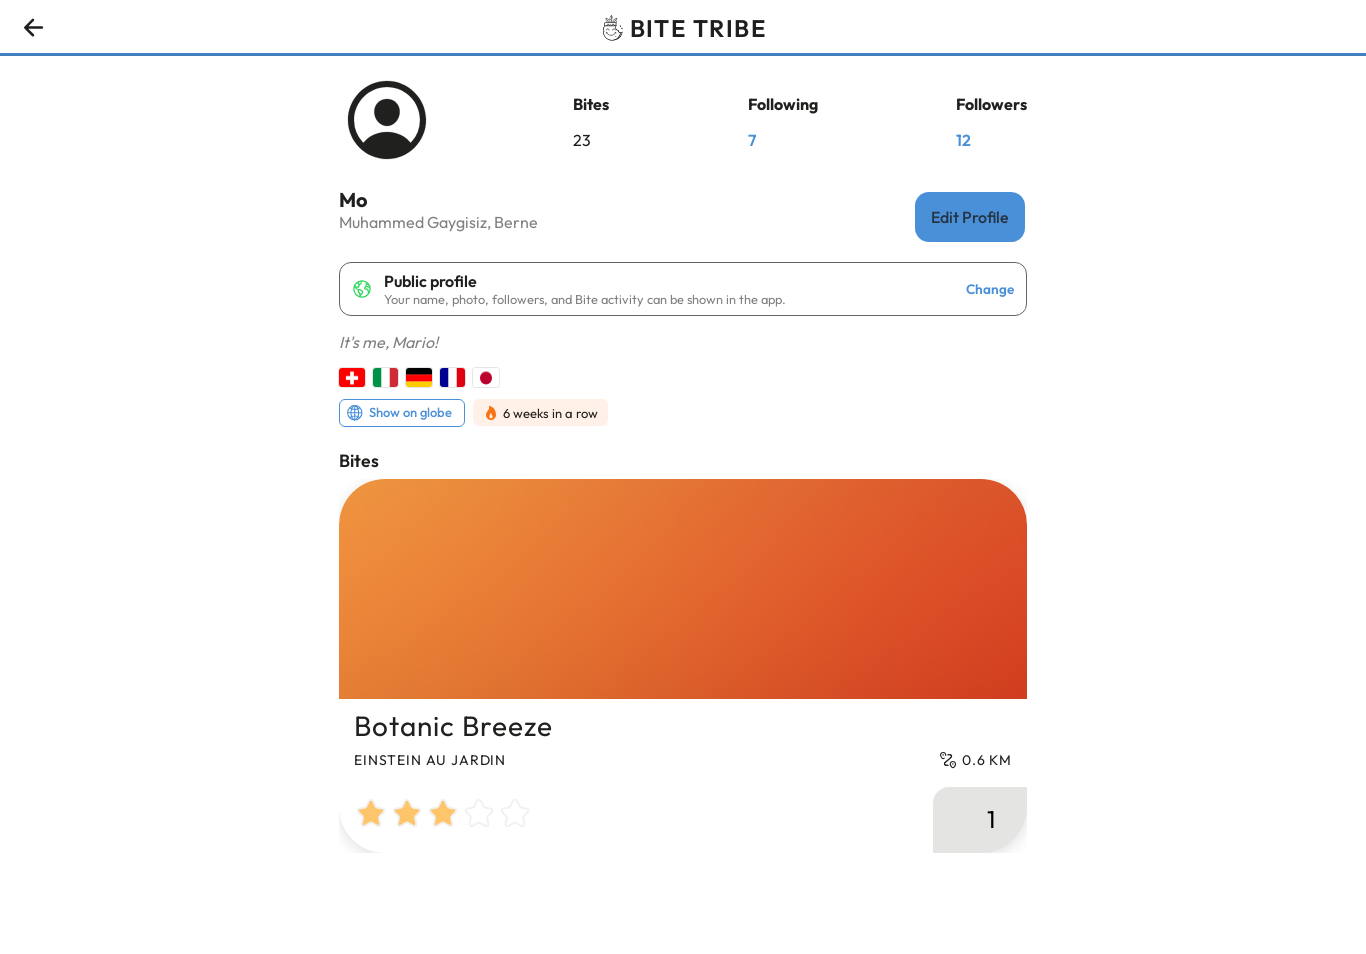 BITE TRIBE
Bites
Following
Followers
23
7
12
Mo
Muhammed Gaygisiz, Berne
Edit Profile
Public profile
Your name, photo, followers, and Bite activity can be shown in the app.
Change
It's me, Mario!
Show on globe
6 weeks in a row
Bites
Botanic Breeze
EINSTEIN AU JARDIN
0.6 KM
1